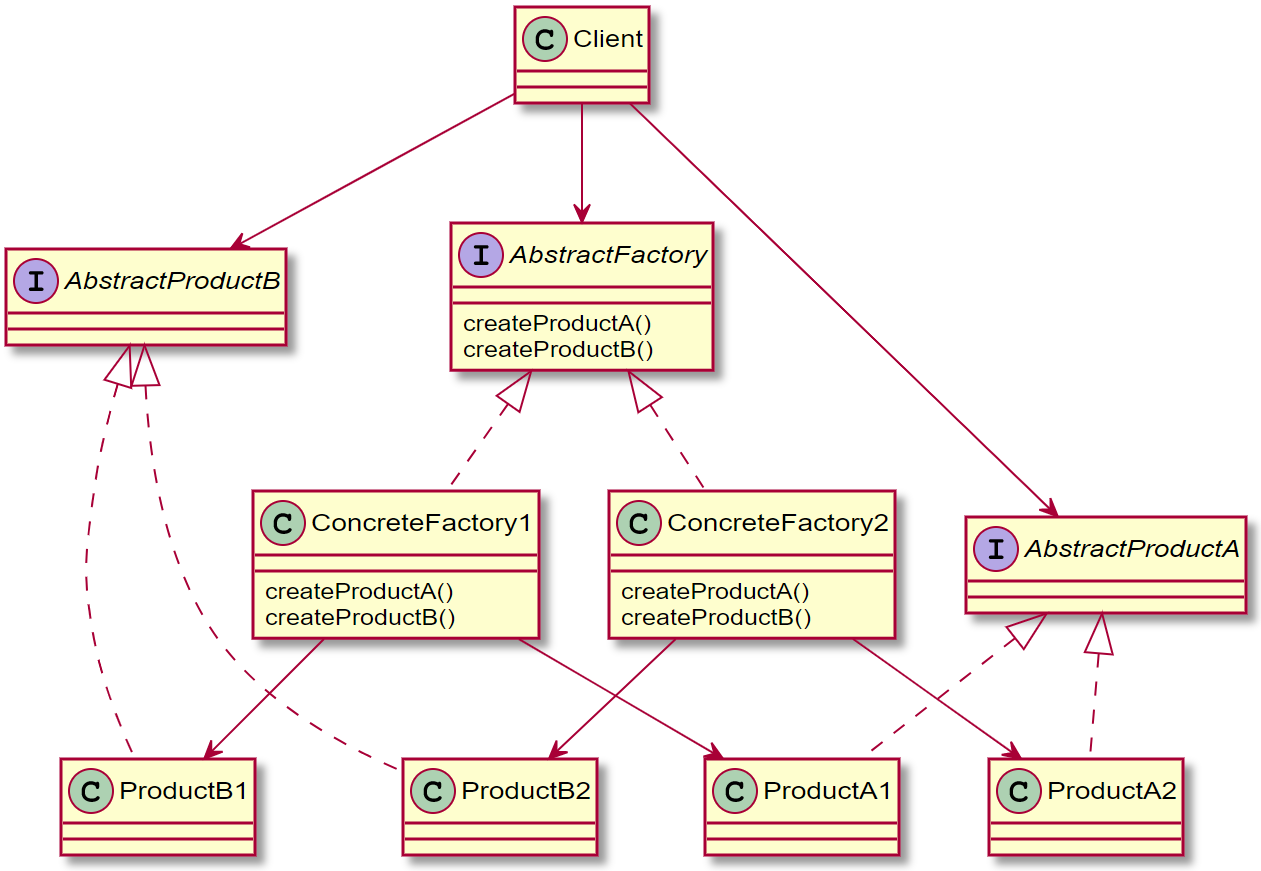 C Client
I AbstractProductB
I AbstractFactory
createProductA()
createProductB()
C ConcreteFactory1
createProductA()
createProductB()
C ConcreteFactory2
createProductA()
createProductB()
I AbstractProductA
C ProductB1
C ProductB2
C ProductA1
C ProductA2